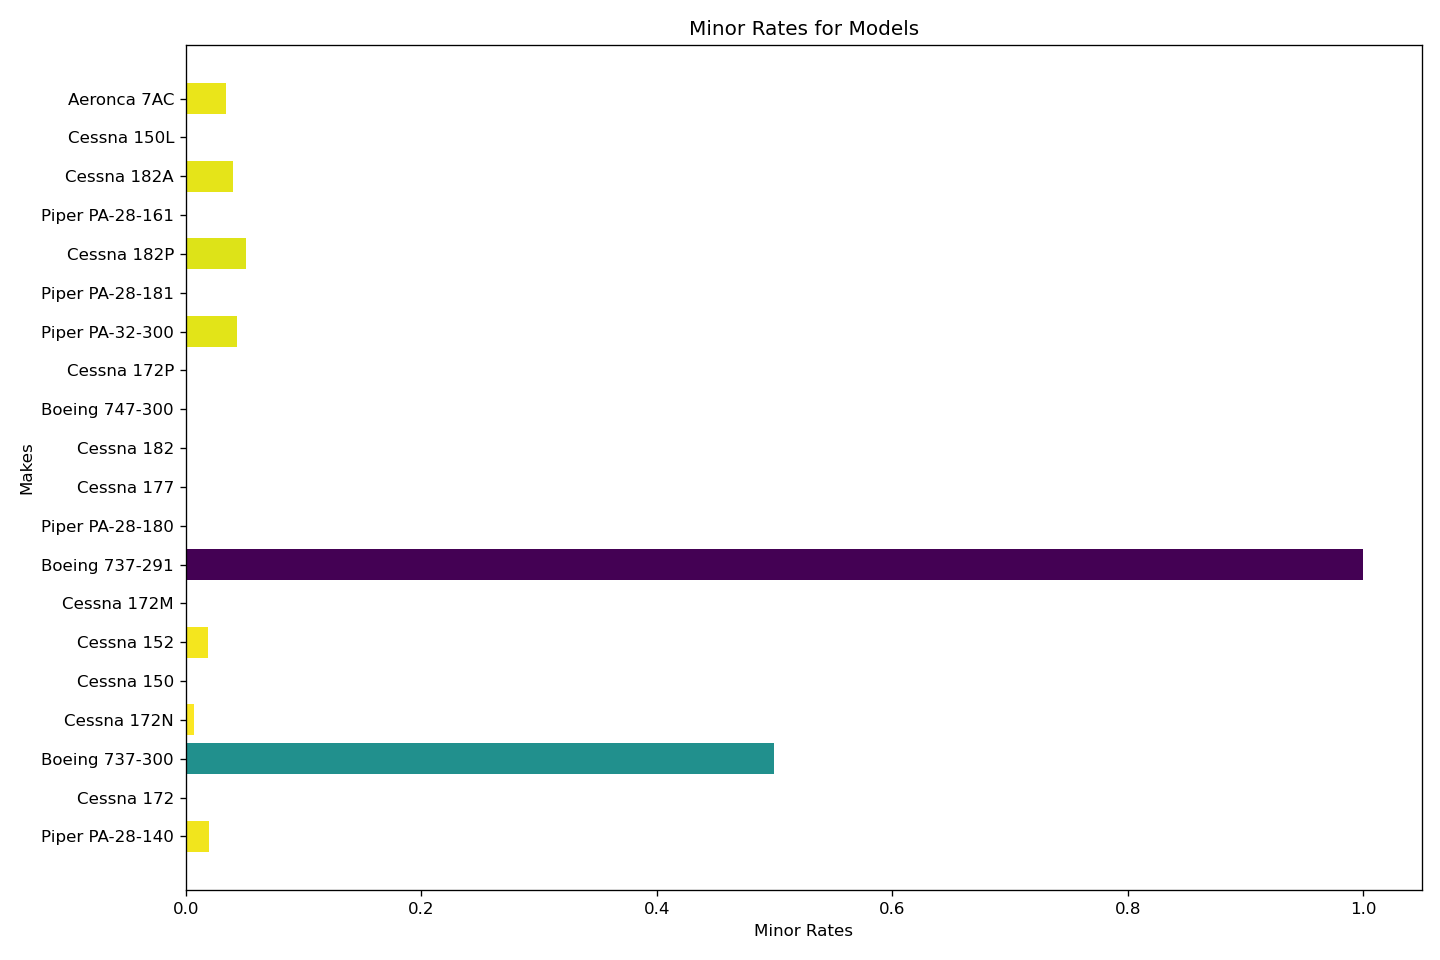 Minor Rates for Models
Makes
Aeronca 7AC
Cessna 150L
Cessna 182A
Piper PA-28-161
Cessna 182P
Piper PA-28-181
Piper PA-32-300
Cessna 172P
Boeing 747-300
Cessna 182
Cessna 177
Piper PA-28-180
Boeing 737-291
Cessna 172M
Cessna 152
Cessna 150
Cessna 172N
Boeing 737-300
Cessna 172
Piper PA-28-140
0.0 0.2 0.4 0.6 0.8 1.0
Minor Rates